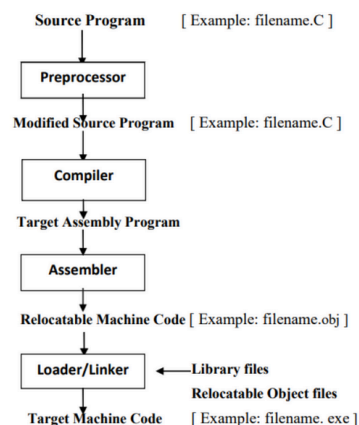 Source Program [ Example: filename.C ]
Preprocessor
Modified Source Program [ Example: filename.C ]
Compiler
Target Assembly Program
Assembler
Relocatable Machine Code [ Example: filename.obj ]
Loader/Linker
Library files
Relocatable Object files
Target Machine Code [ Example: filename. exe ]